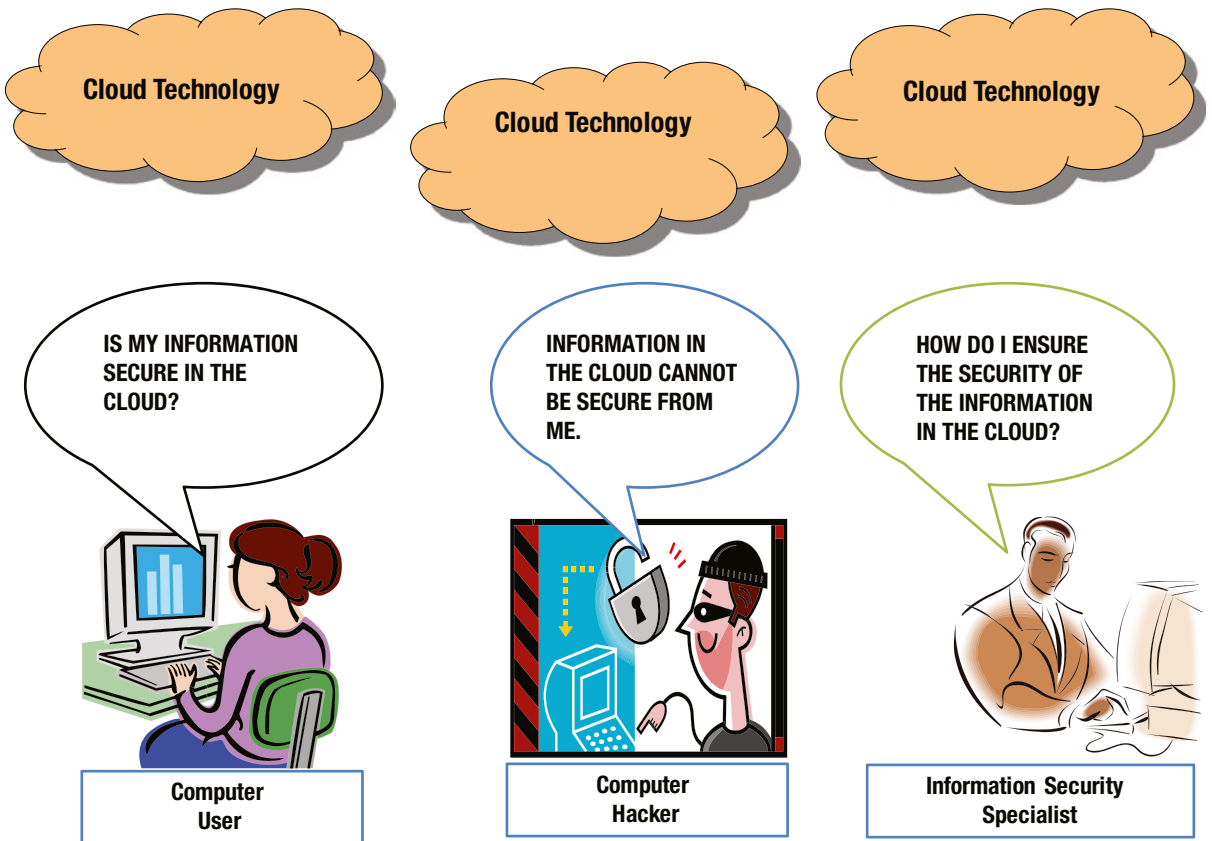 Cloud Technology
Cloud Technology
Cloud Technology
IS MY INFORMATION
SECURE IN THE
CLOUD?
INFORMATION IN
THE CLOUD CANNOT
BE SECURE FROM
ME.
HOW DO I ENSURE
THE SECURITY OF
THE INFORMATION
IN THE CLOUD?
Computer
User
Computer
Hacker
Information Security
Specialist